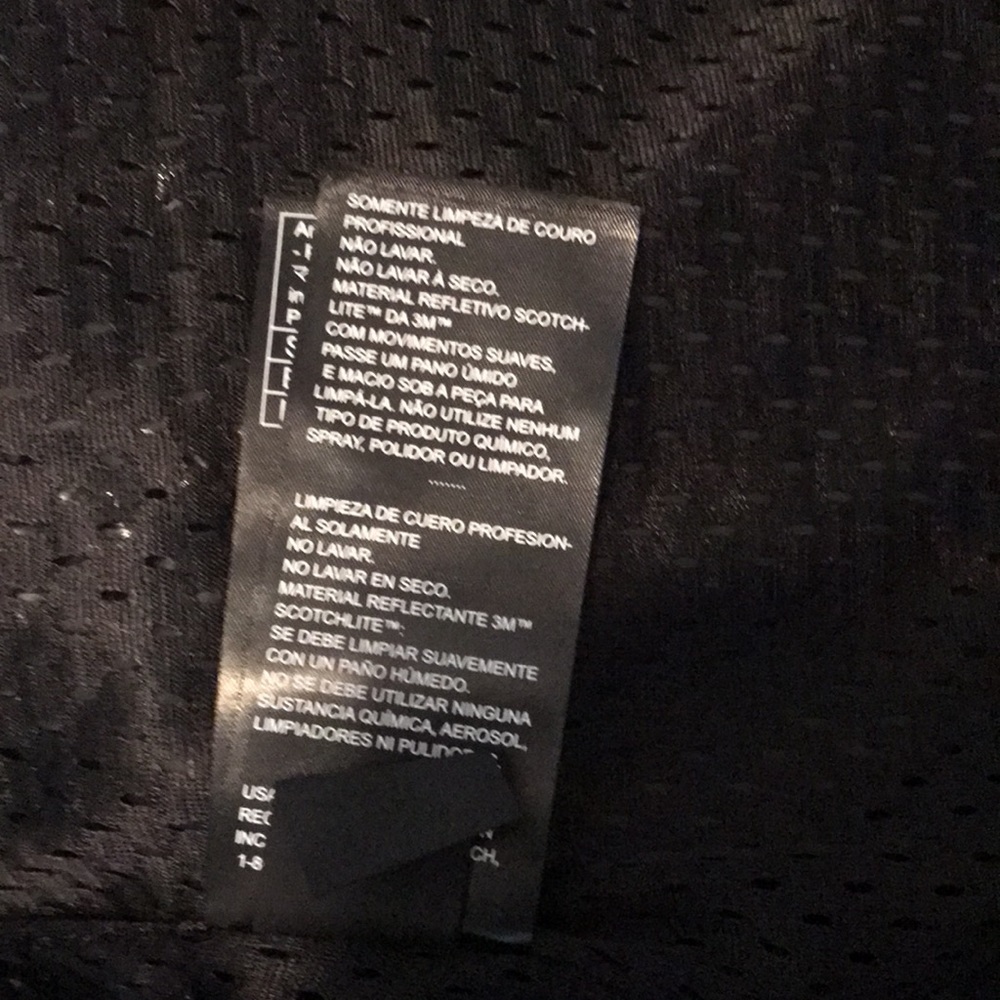 SOMENTE LIMPEZA DE COURO
PROFISSIONAL
NÃO LAVAR.
NÃO LAVAR À SECO.
MATERIAL REFLETIVO SCOTCH-
LITE™ DA 3M™
COM MOVIMENTOS SUAVES,
PASSE UM PANO ÚMIDO
E MACIO SOB A PEÇA PARA
LIMPÁ-LA. NÃO UTILIZE NENHUM
TIPO DE PRODUTO QUÍMICO,
SPRAY, POLIDOR OU LIMPADOR.
LIMPIEZA DE CUERO PROFESION-
AL SOLAMENTE
NO LAVAR.
NO LAVAR EN SECO.
MATERIAL REFLECTANTE 3M™
SCOTCHLITE™:
SE DEBE LIMPIAR SUAVEMENTE
CON UN PAÑO HÚMEDO.
NO SE DEBE UTILIZAR NINGUNA
SUSTANCIA QUÍMICA, AEROSOL,
LIMPIADORES NI
INC
1-8